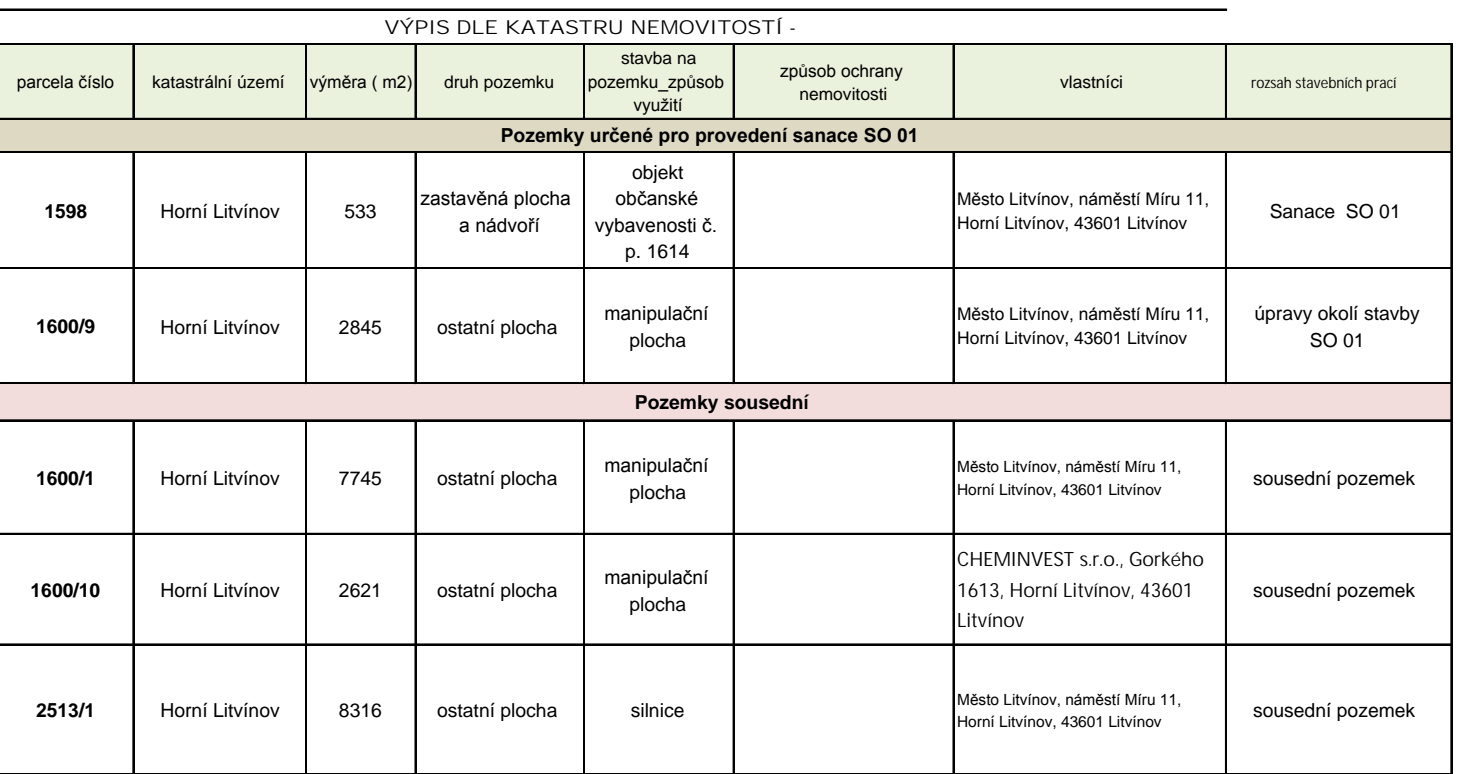 VÝPIS DLE KATASTRU NEMOVITOSTÍ -
parcela číslo
katastrální území
výměra ( m2)
druh pozemku
stavba na
pozemku_způsob
využití
způsob ochrany
nemovitosti
vlastníci
rozsah stavebních prací
Pozemky určené pro provedení sanace SO 01
1598
Horní Litvínov
533
zastavěná plocha
a nádvoří
objekt
občanské
vybavenosti č.
p. 1614
Město Litvínov, náměstí Míru 11,
Horní Litvínov, 43601 Litvínov
Sanace SO 01
1600/9
Horní Litvínov
2845
ostatní plocha
manipulační
plocha
Město Litvínov, náměstí Míru 11,
Horní Litvínov, 43601 Litvínov
úpravy okolí stavby
SO 01
Pozemky sousední
1600/1
Horní Litvínov
7745
ostatní plocha
manipulační
plocha
Město Litvínov, náměstí Míru 11,
Horní Litvínov, 43601 Litvínov
sousední pozemek
1600/10
Horní Litvínov
2621
ostatní plocha
manipulační
plocha
CHEMINVEST s.r.o., Gorkého
1613, Horní Litvínov, 43601
Litvínov
sousední pozemek
2513/1
Horní Litvínov
8316
ostatní plocha
silnice
Město Litvínov, náměstí Míru 11,
Horní Litvínov, 43601 Litvínov
sousední pozemek